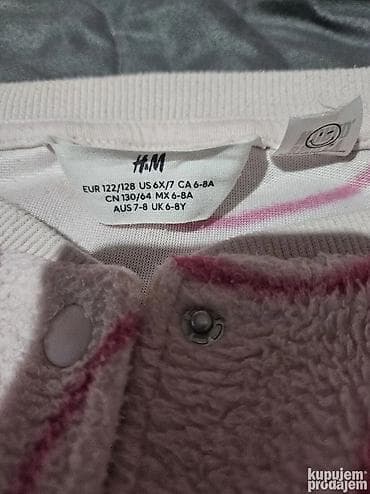 H&M
EUR 122/128 US 6X/7 CA 6-8A
CN 130/64 MX 6-8A
AUS 7-8 UK 6-8Y
kupujem
prodajem